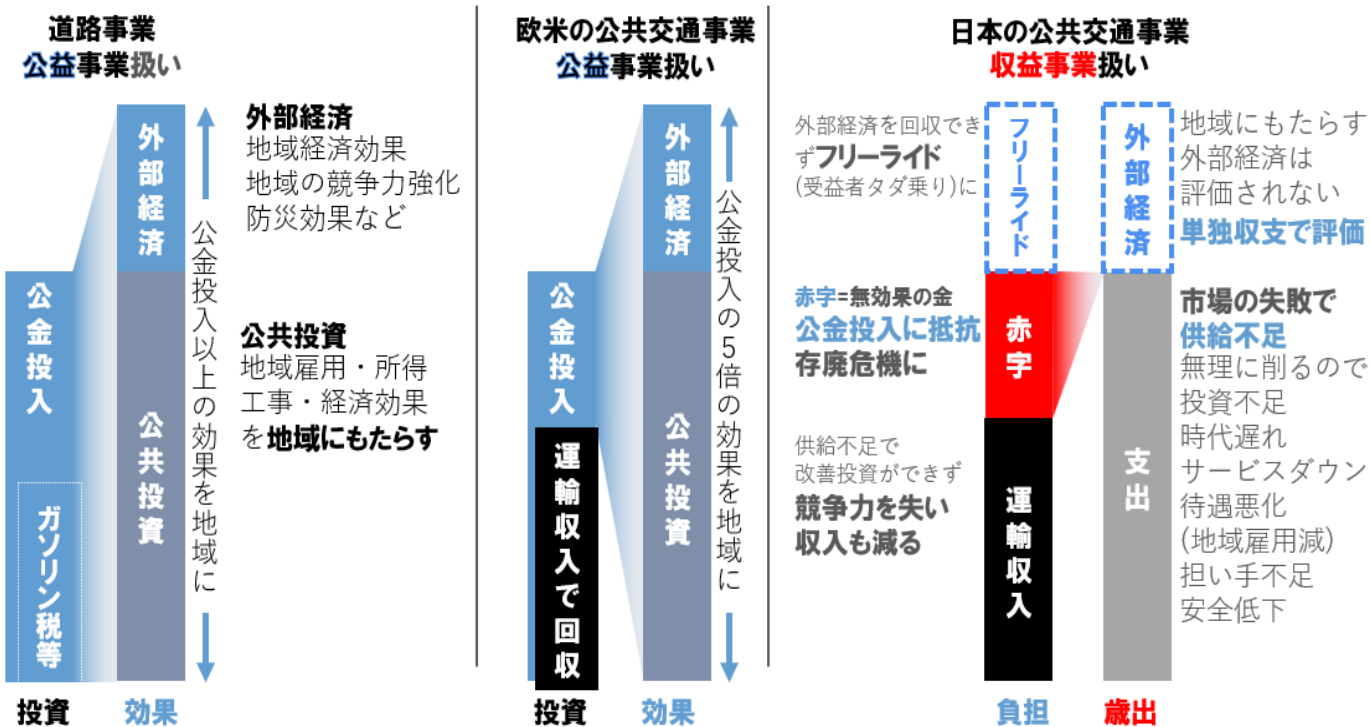 道路事業
公益事業扱い
外部経済
公金投入
ガソリン税等
公共投資
公金投入以上の効果を地域に
外部経済
地域経済効果
地域の競争力強化
防災効果など
公共投資
地域雇用・所得
工事・経済効果
を地域にもたらす
投資
効果
欧米の公共交通事業
公益事業扱い
外部経済
公金投入
運輸収入で回収
公共投資
公金投入の5倍の効果を地域に
投資
効果
日本の公共交通事業
収益事業扱い
外部経済を回収でき
ずフリーライド
(受益者タダ乗り)に
赤字=無効果の金
公金投入に抵抗
存廃危機に
供給不足で
改善投資ができず
競争力を失い
収入も減る
フリーライド
赤字
運輸収入
外部経済
支出
地域にもたらす
外部経済は
評価されない
単独収支で評価
市場の失敗で
供給不足
無理に削るので
投資不足
時代遅れ
サービスダウン
待遇悪化
(地域雇用減)
担い手不足
安全低下
負担
歳出